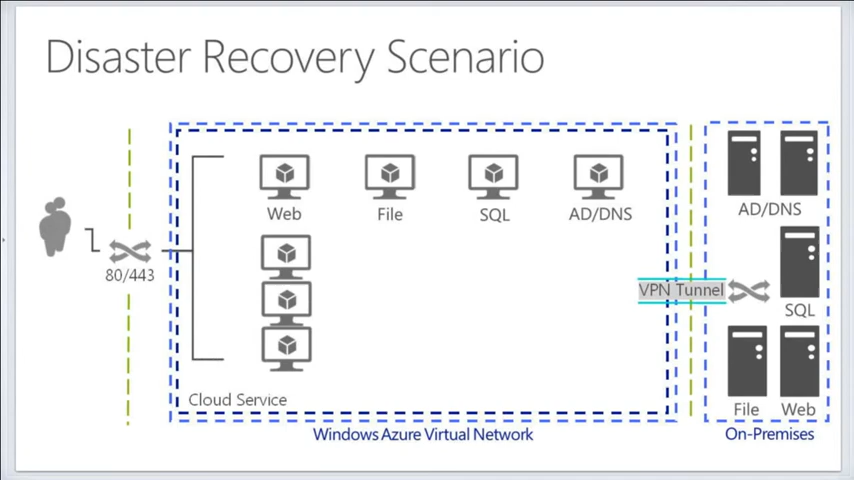 Disaster Recovery Scenario
Web
File
SQL
AD/DNS
AD/DNS
80/443
VPN Tunnel
SQL
Cloud Service
File
Web
Windows Azure Virtual Network
On-Premises